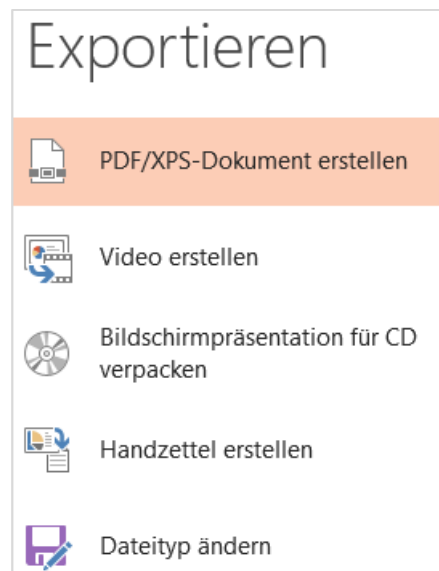 Exportieren
PDF/XPS-Dokument erstellen
Video erstellen
Bildschirmpräsentation für CD
verpacken
Handzettel erstellen
Dateityp ändern